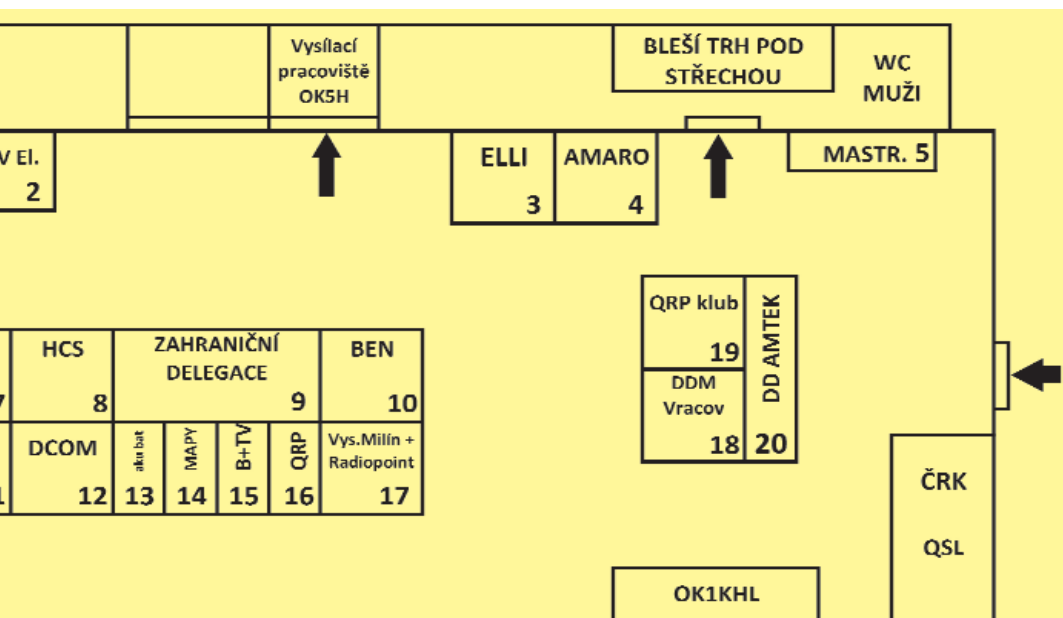 Vysílací
pracoviště
OK5H
BLEŠÍ TRH POD
STŘECHOU
WC
MUŽI
V El.
2
ELLI
3
AMARO
4
MASTR. 5
QRP klub
19
DD AMTEK
20
DDM
Vracov
18
7
HCS
8
ZAHRANIČNÍ
DELEGACE
9
BEN
10
1
DCOM
12
aku bat
13
MAPY
14
B+TV
15
QRP
16
Vys.Milín +
Radiopoint
17
ČRK
QSL
OK1KHL